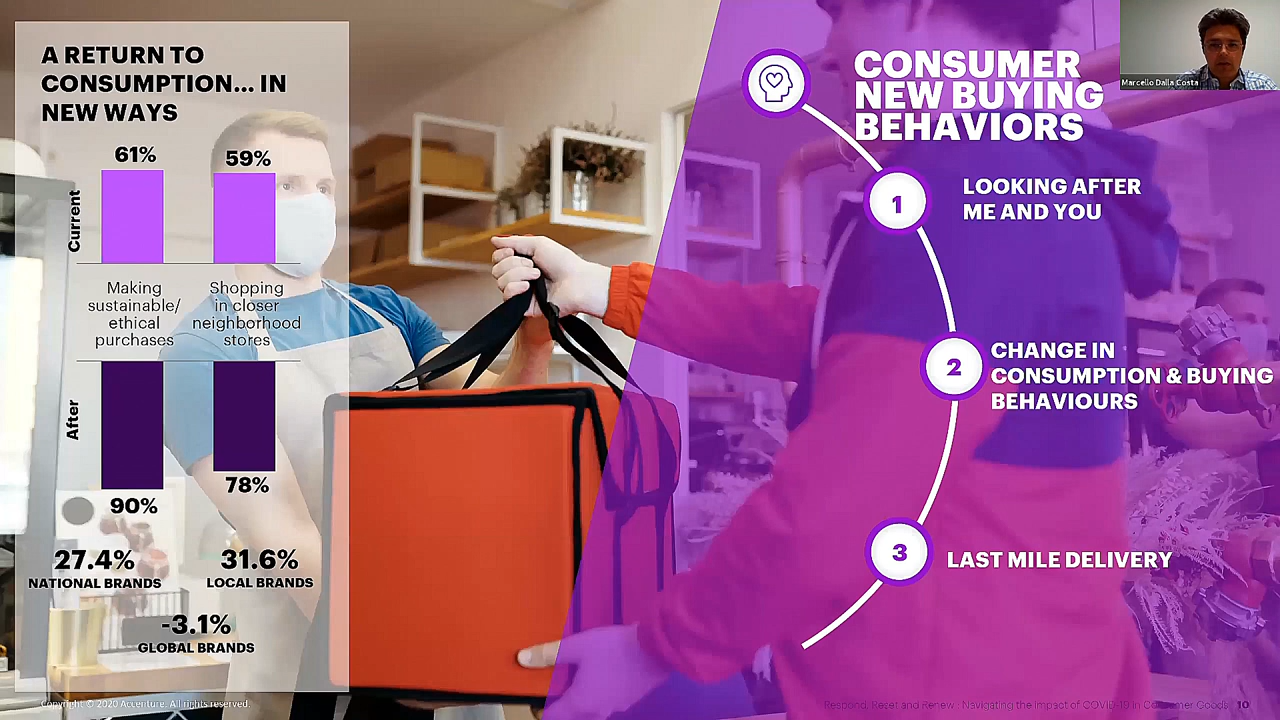 A RETURN TO
CONSUMPTION... IN
NEW WAYS
61%
59%
Current
Making
sustainable/
ethical
purchases
Shopping
in closer
neighborhood
stores
After
90%
78%
27.4%
NATIONAL BRANDS
31.6%
LOCAL BRANDS
-3.1%
GLOBAL BRANDS
Copyright © 2020 Accenture. All rights reserved.
CONSUMER
NEW BUYING
BEHAVIORS
1
LOOKING AFTER
ME AND YOU
2
CHANGE IN
CONSUMPTION & BUYING
BEHAVIOURS
3
LAST MILE DELIVERY
Marcello Dalla Costa
Respond, Reset and Renew : Navigating the impact of COVID-19 in Consumer Goods 10